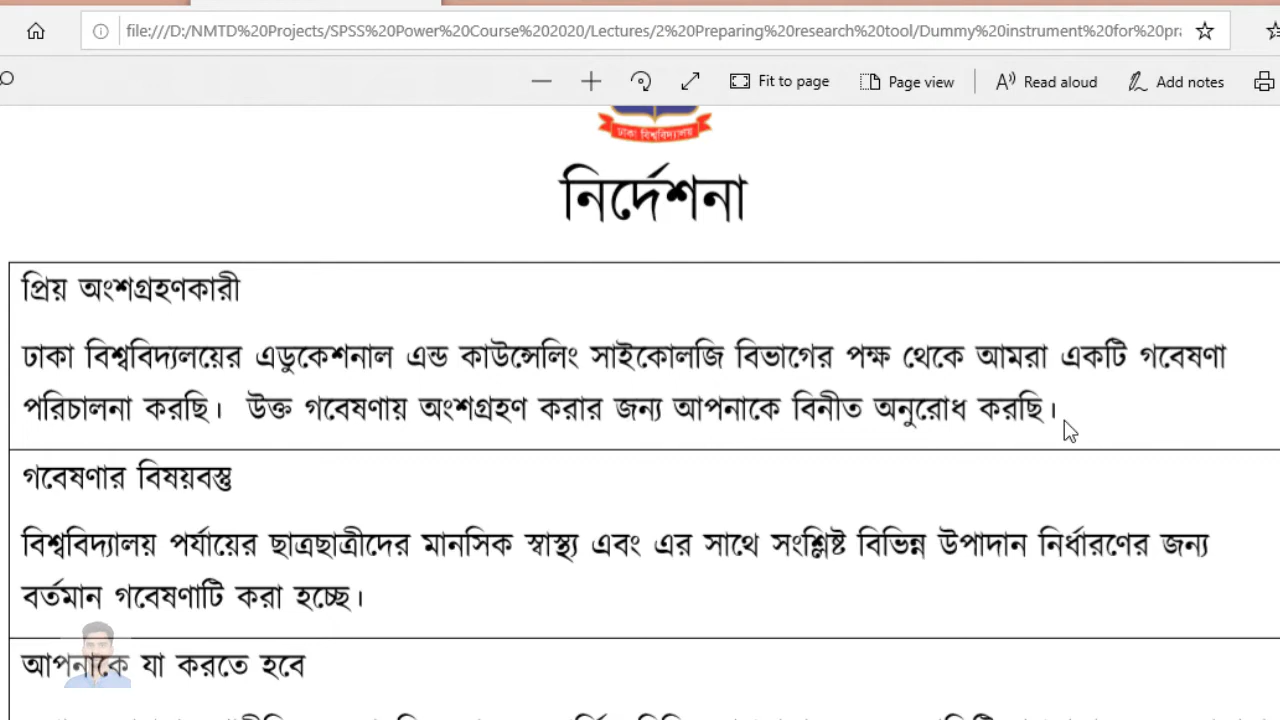 file:///D:/NMTD%20Projects/SPSS%20Power%20Course%202020/Lectures/2%20Preparing%20research%20tool/Dummy%20instrument%20for%20pra
Fit to page Page view Read aloud Add notes
ঢাকা বিশ্ববিদ্যালয়
নির্দেশনা
প্রিয় অংশগ্রহণকারী
ঢাকা বিশ্ববিদ্যলয়ের এডুকেশনাল এন্ড কাউন্সেলিং সাইকোলজি বিভাগের পক্ষ থেকে আমরা একটি গবেষণা
পরিচালনা করছি। উক্ত গবেষণায় অংশগ্রহণ করার জন্য আপনাকে বিনীত অনুরোধ করছি।
গবেষণার বিষয়বস্তু
বিশ্ববিদ্যালয় পর্যায়ের ছাত্রছাত্রীদের মানসিক স্বাস্থ্য এবং এর সাথে সংশ্লিষ্ট বিভিন্ন উপাদান নির্ধারণের জন্য
বর্তমান গবেষণাটি করা হচ্ছে।
আপনাকে যা করতে হবে